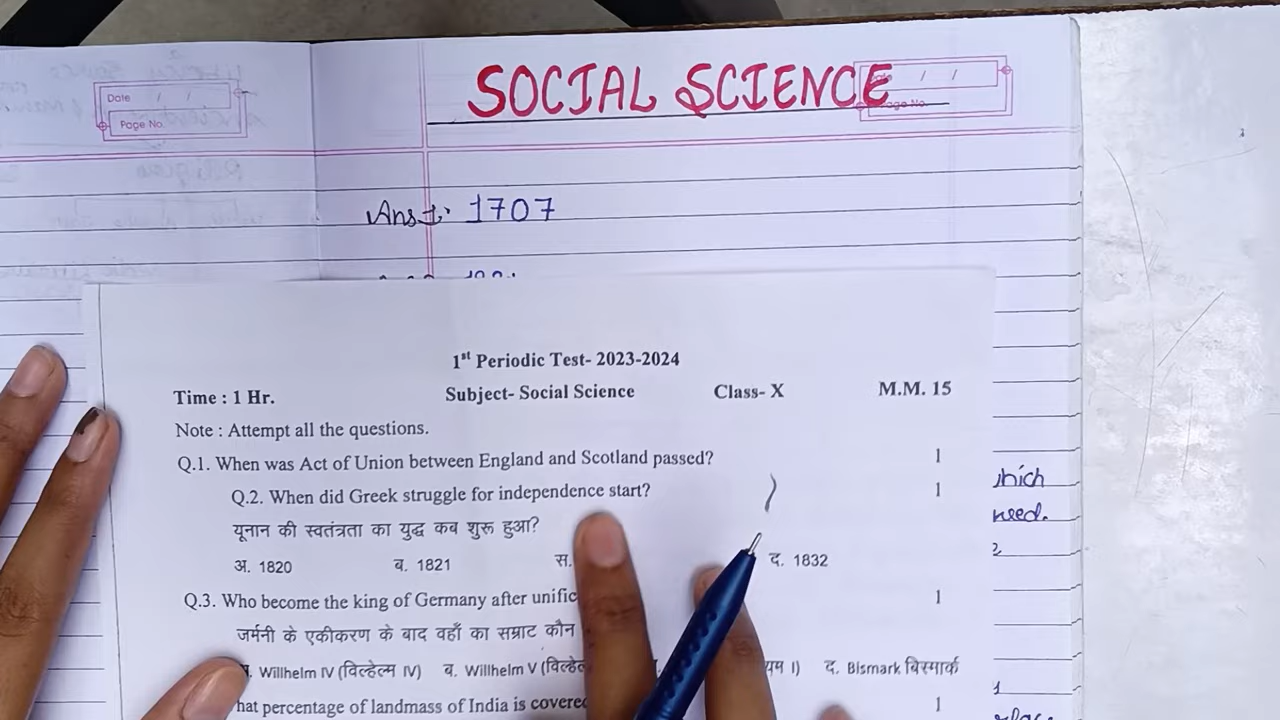 SOCIAL SCIENCE
Date / /
Page No.
/ /
Page No.
Ans 1. 1707
1st Periodic Test- 2023-2024
Time : 1 Hr. Subject- Social Science Class- X M.M. 15
Note : Attempt all the questions.
Q.1. When was Act of Union between England and Scotland passed? 1
Q.2. When did Greek struggle for independence start? 1
यूनान की स्वतंत्रता का युद्ध कब शुरू हुआ?
अ. 1820 ब. 1821 स. द. 1832
Q.3. Who become the king of Germany after unific 1
जर्मनी के एकीकरण के बाद वहाँ का सम्राट कौन
Willhelm IV (विल्हेल्म IV) ब. Willhelm V (विल्हे यम I) द. Bismark बिस्मार्क
hat percentage of landmass of India is covere 1
hich
need.